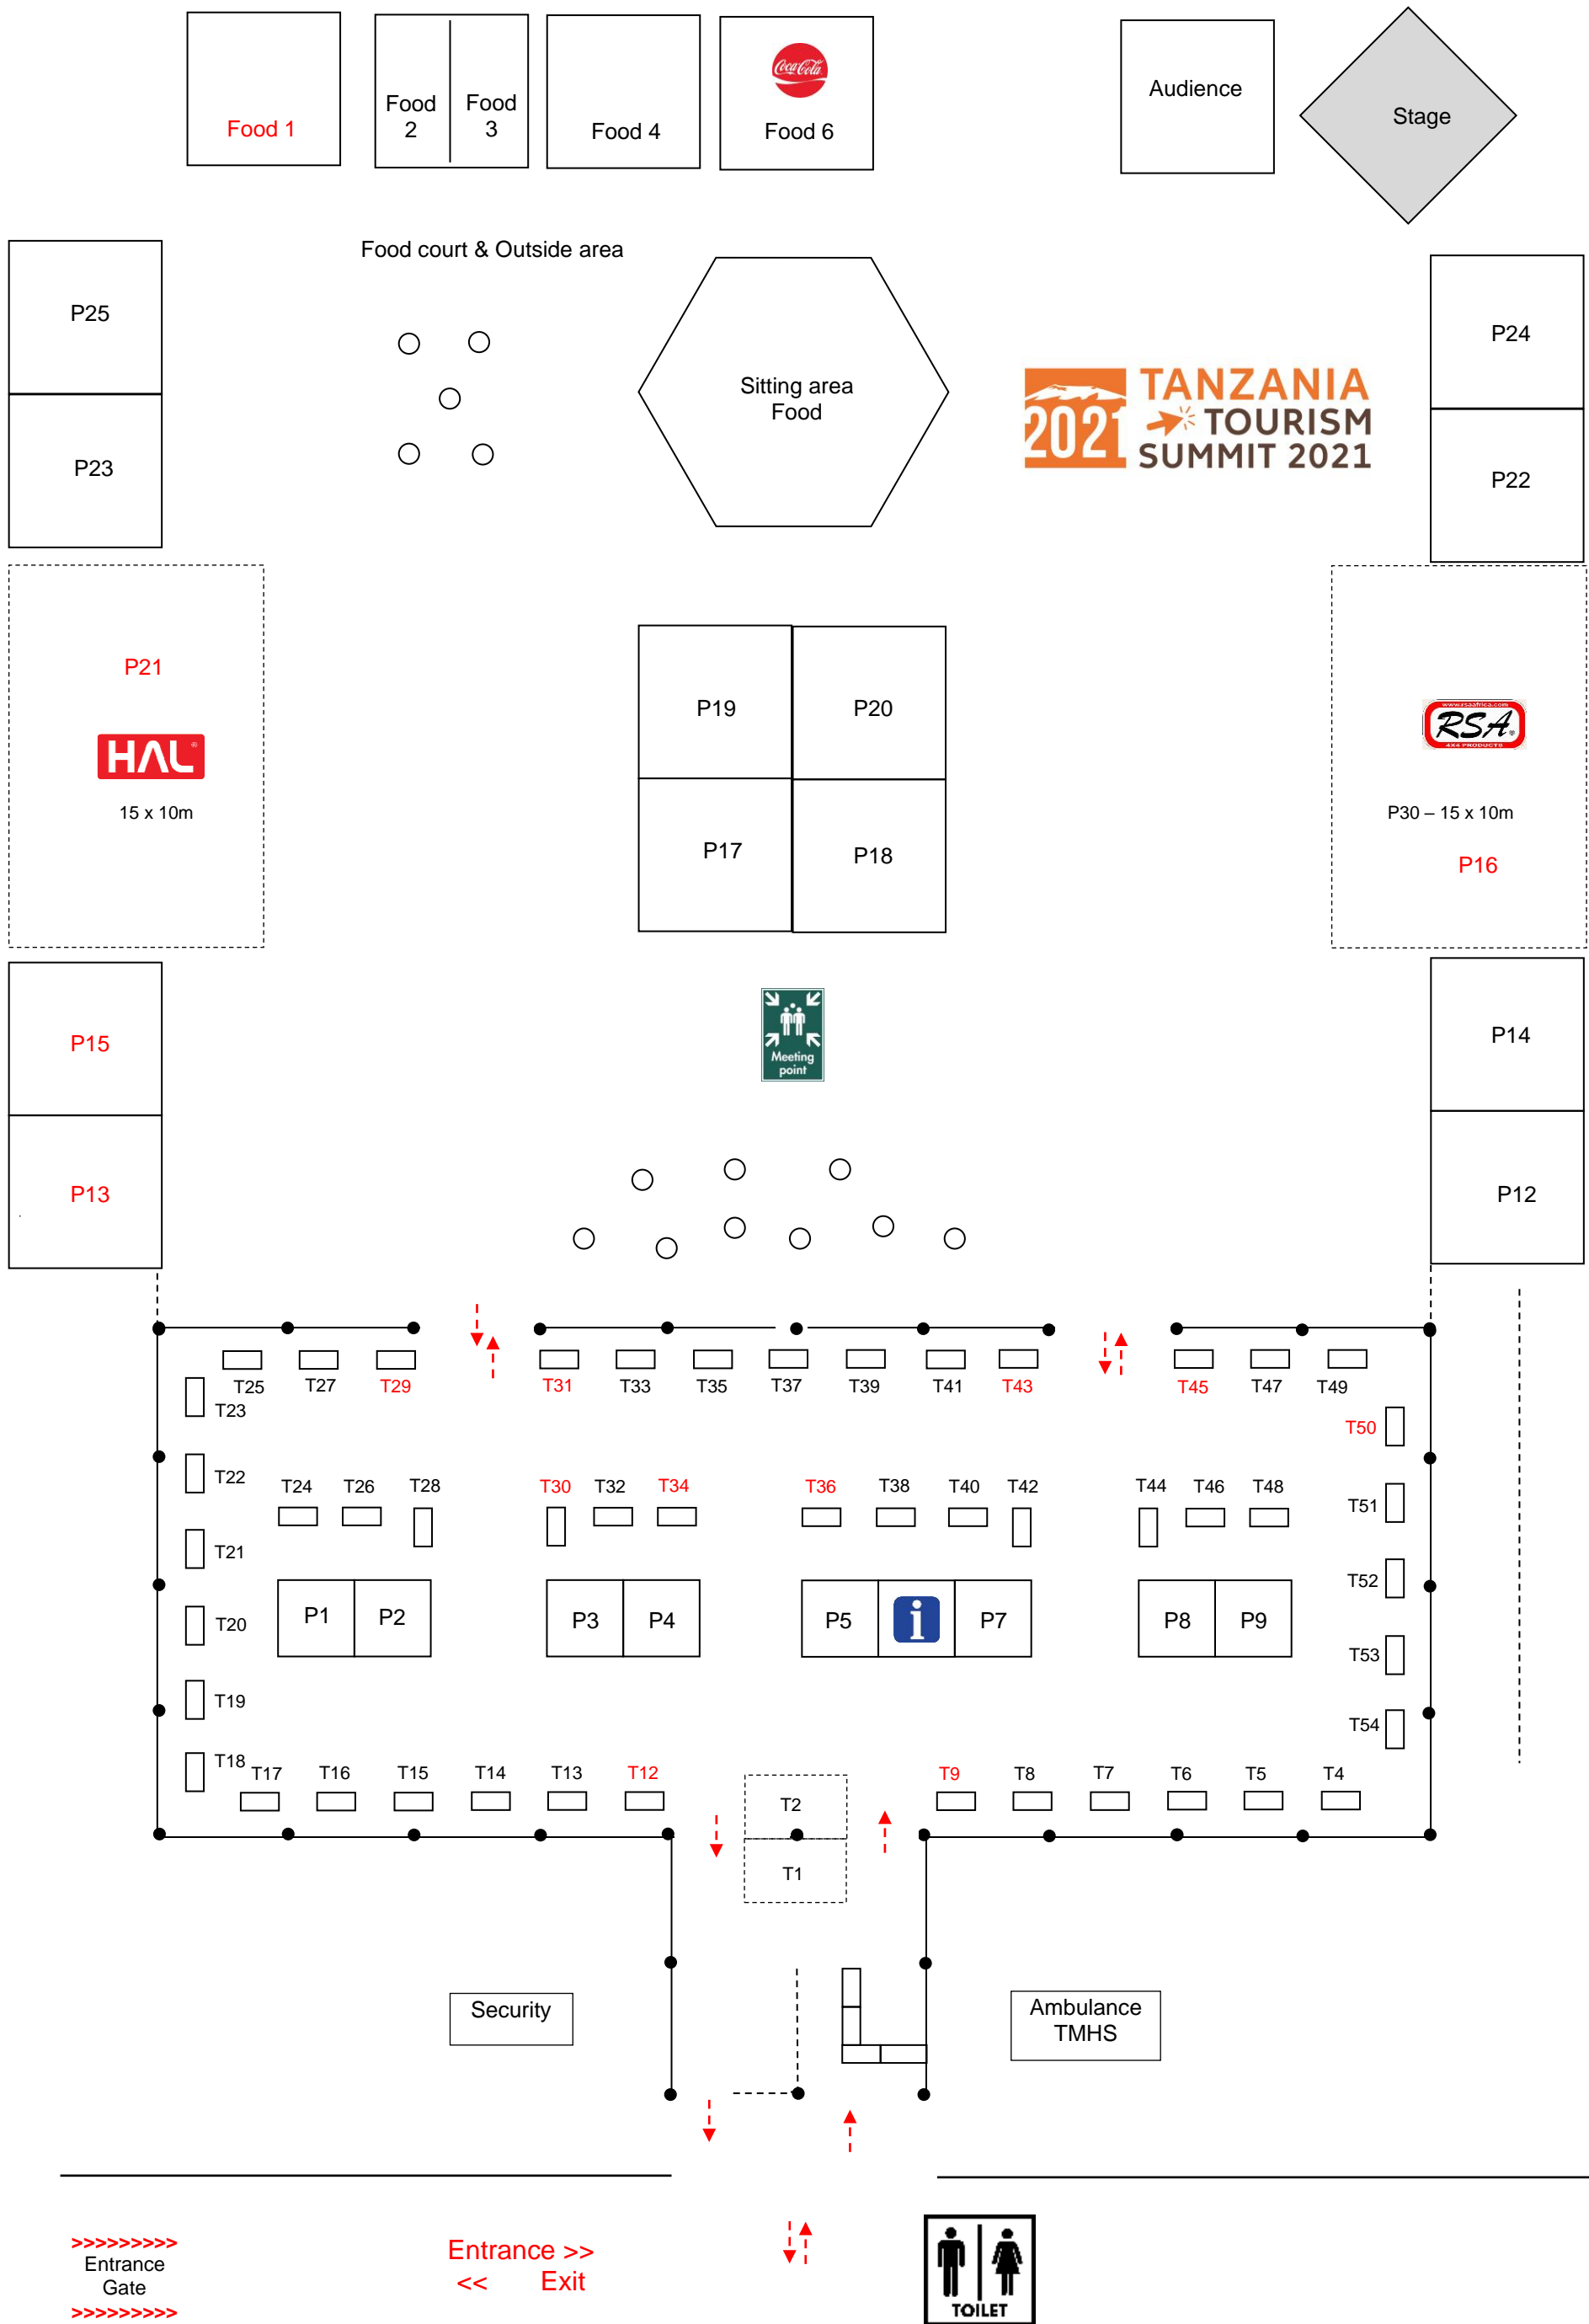 Food 1
Food
2
Food
3
Food 4
Coca-Cola
Food 6
Audience
Stage
Food court & Outside area
P25
P23
Sitting area
Food
2021
TANZANIA
TOURISM
SUMMIT 2021
P24
P22
P21
HAL®
15 x 10m
P19
P20
P17
P18
www.rsaafrica.com
RSA®
4X4 PRODUCTS
P30 – 15 x 10m
P16
P15
P13
Meeting
point
P14
P12
T25
T27
T29
T31
T33
T35
T37
T39
T41
T43
T45
T47
T49
T23
T50
T22
T24
T26
T28
T30
T32
T34
T36
T38
T40
T42
T44
T46
T48
T51
T21
T52
T20
P1
P2
P3
P4
P5
i
P7
P8
P9
T53
T19
T54
T18
T17
T16
T15
T14
T13
T12
T2
T9
T8
T7
T6
T5
T4
T1
Security
Ambulance
TMHS
>>>>>>>>>
Entrance
Gate
>>>>>>>>>
Entrance >>
<< Exit
TOILET